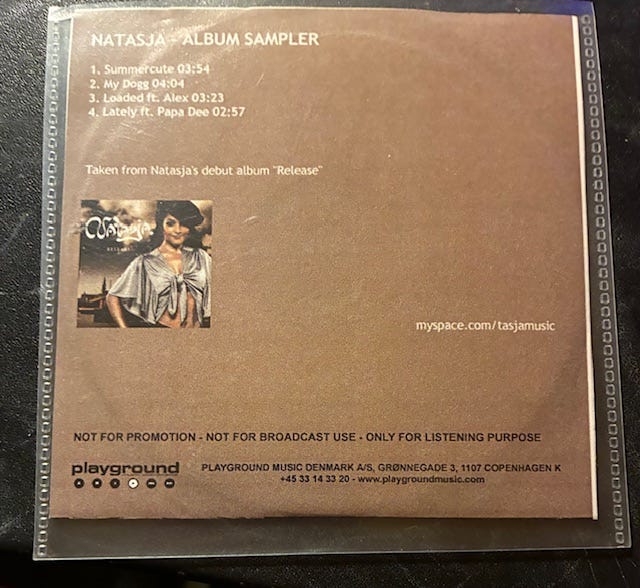 NATASJA - ALBUM SAMPLER
1. Summercute 03:54
2. My Dogg 04:04
3. Loaded ft. Alex 03:23
4. Lately ft. Papa Dee 02:57
Taken from Natasja's debut album "Release"
Natasja
RELEASE
myspace.com/tasjamusic
NOT FOR PROMOTION - NOT FOR BROADCAST USE - ONLY FOR LISTENING PURPOSE
playground
PLAYGROUND MUSIC DENMARK A/S, GRØNNEGADE 3, 1107 COPENHAGEN K
+45 33 14 33 20 - www.playgroundmusic.com